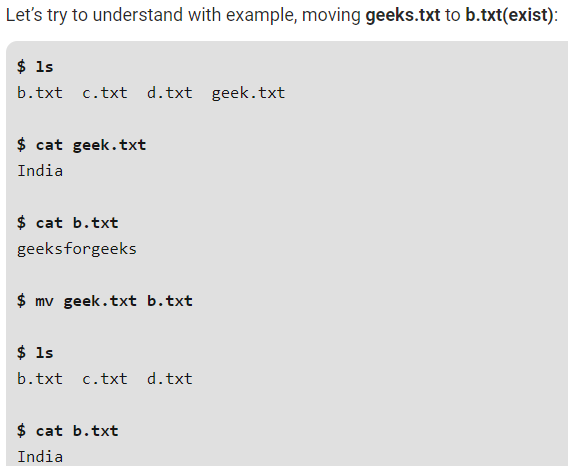 Let's try to understand with example, moving geeks.txt to b.txt(exist):
$ ls
b.txt  c.txt  d.txt  geek.txt
$ cat geek.txt
India
$ cat b.txt
geeksforgeeks
$ mv geek.txt b.txt
$ ls
b.txt  c.txt  d.txt
$ cat b.txt
India